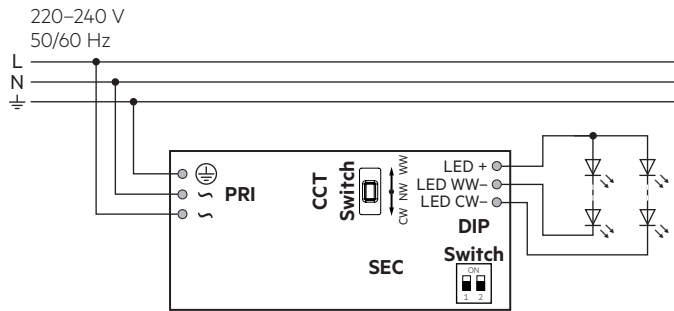 220–240 V
50/60 Hz
L
N
PRI
∼
∼
CCT
Switch
WW
NW
CW
LED +
LED WW–
LED CW–
DIP
Switch
ON
1 2
SEC